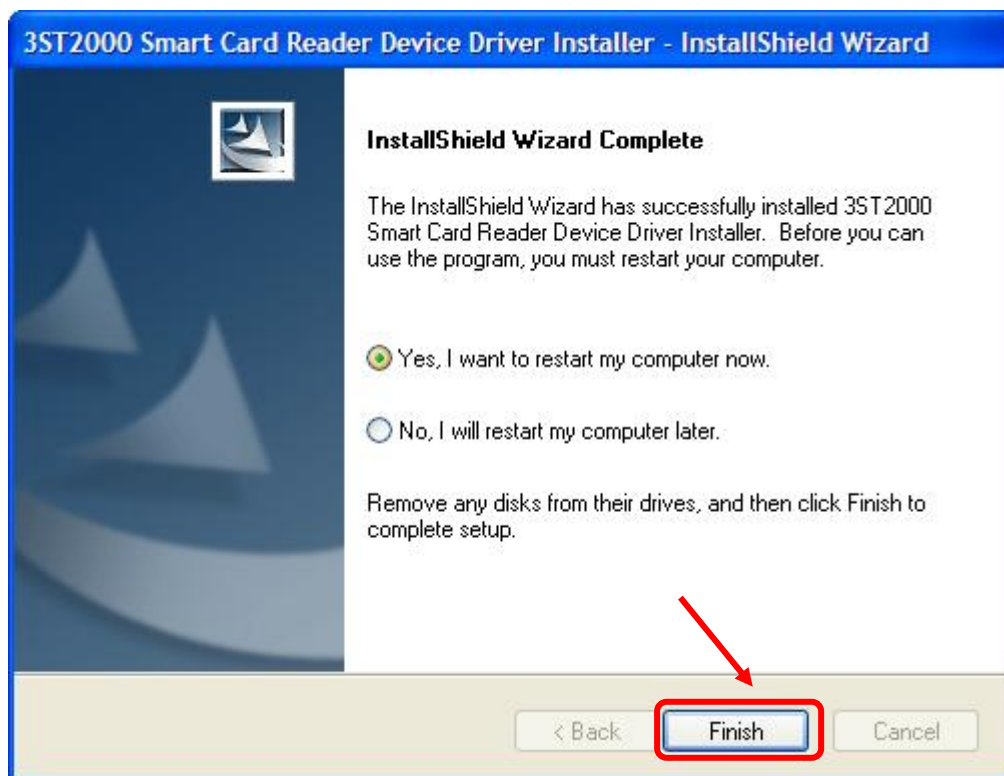 3ST2000 Smart Card Reader Device Driver Installer - InstallShield Wizard
InstallShield Wizard Complete
The InstallShield Wizard has successfully installed 3ST2000
Smart Card Reader Device Driver Installer.  Before you can
use the program, you must restart your computer.
Yes, I want to restart my computer now.
No, I will restart my computer later.
Remove any disks from their drives, and then click Finish to
complete setup.
< Back
Finish
Cancel